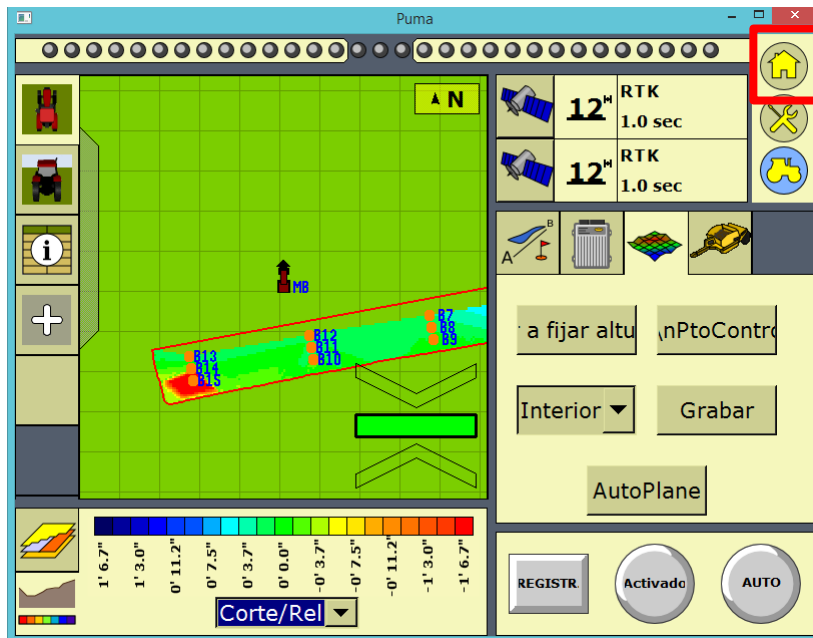 Puma
N
12"
RTK
1.0 sec
12"
RTK
1.0 sec
A
B
i
MB
B7
B8
B9
B12
B11
B10
B13
B14
B15
r a fijar altu
\nPtoContro
Interior
Grabar
AutoPlane
1' 6.7"
1' 3.0"
0' 11.2"
0' 7.5"
0' 3.7"
0' 0.0"
-0' 3.7"
-0' 7.5"
-0' 11.2"
-1' 3.0"
-1' 6.7"
Corte/Rel
REGISTR.
Activado
AUTO